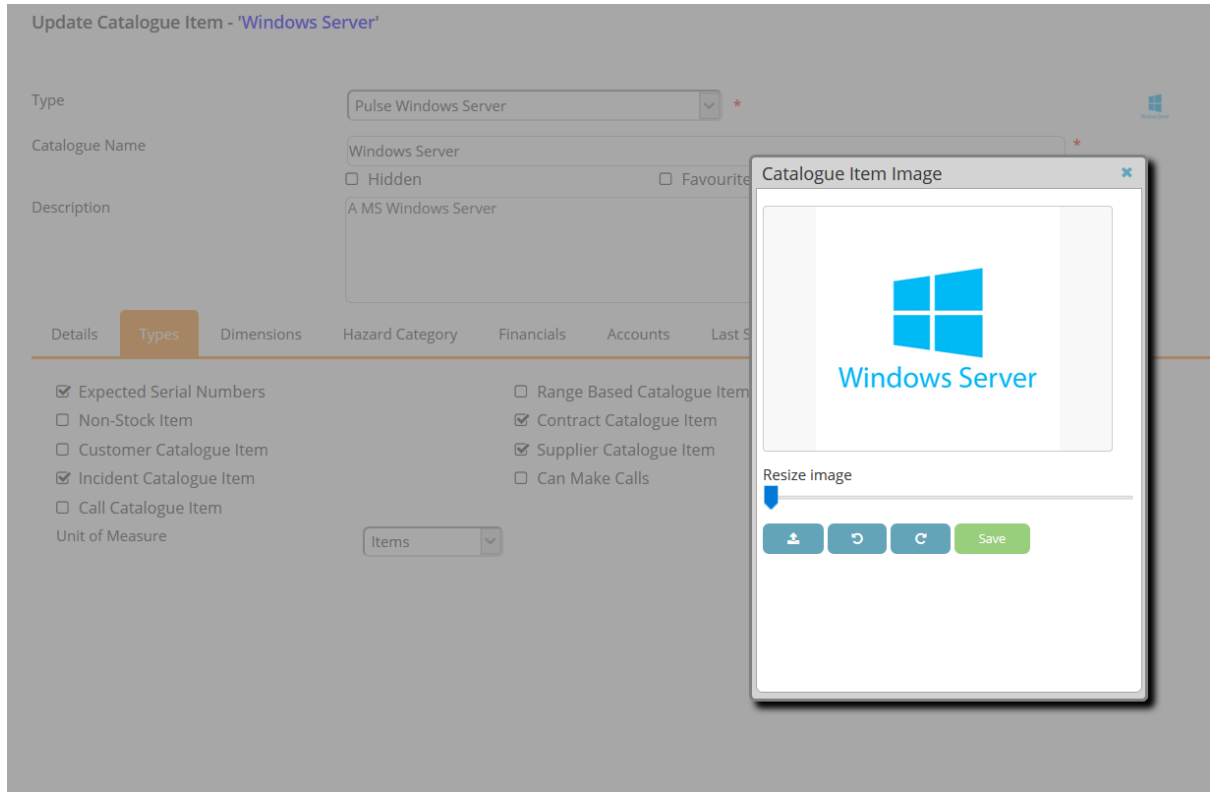 Update Catalogue Item - 'Windows Server'
Type
Pulse Windows Server
*
Catalogue Name
Windows Server
*
Hidden
Favourite
Description
A MS Windows Server
Details Types Dimensions Hazard Category Financials Accounts Last S
Expected Serial Numbers
Range Based Catalogue Item
Non-Stock Item
Contract Catalogue Item
Customer Catalogue Item
Supplier Catalogue Item
Incident Catalogue Item
Can Make Calls
Call Catalogue Item
Unit of Measure
Items
Catalogue Item Image
Windows Server
Resize image
Save